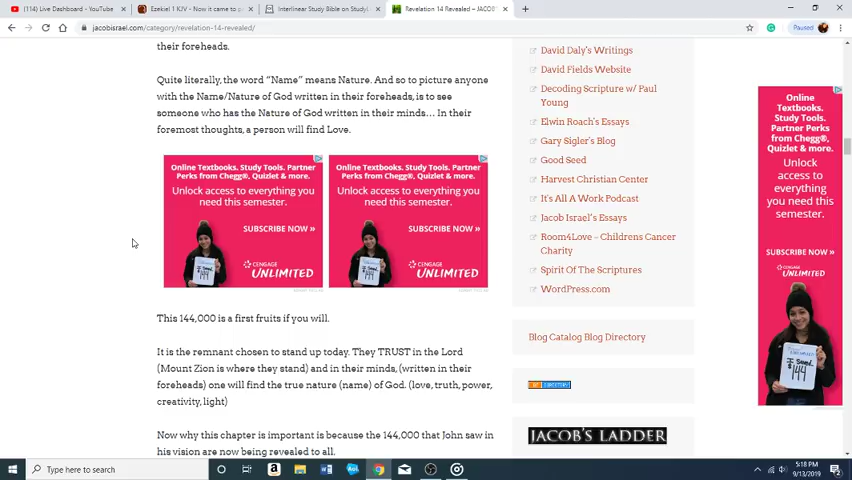 (114) Live Dashboard - YouTube
Ezekiel 1 KJV - Now it came to p
Interlinear Study Bible on Studyl
Revelation 14 Revealed – JACO
jacobisrael.com/category/revelation-14-revealed/
Paused
their foreheads.
Quite literally, the word “Name” means Nature. And so to picture anyone
with the Name/Nature of God written in their foreheads, is to see
someone who has the Nature of God written in their minds… In their
foremost thoughts, a person will find Love.
Online Textbooks. Study Tools. Partner
Perks from Chegg®, Quizlet & more.
Unlock access to everything you
need this semester.
SUBSCRIBE NOW »
CENGAGE
UNLIMITED
Online Textbooks. Study Tools. Partner
Perks from Chegg®, Quizlet & more.
Unlock access to everything you
need this semester.
SUBSCRIBE NOW »
CENGAGE
UNLIMITED
This 144,000 is a first fruits if you will.
It is the remnant chosen to stand up today. They TRUST in the Lord
(Mount Zion is where they stand) and in their minds, (written in their
foreheads) one will find the true nature (name) of God. (love, truth, power,
creativity, light)
Now why this chapter is important is because the 144,000 that John saw in
his vision are now being revealed to all.
David Daly's Writings
David Fields Website
Decoding Scripture w/ Paul
Young
Elwin Roach's Essays
Gary Sigler's Blog
Good Seed
Harvest Christian Center
It's All A Work Podcast
Jacob Israel's Essays
Room4Love – Childrens Cancer
Charity
Spirit Of The Scriptures
WordPress.com
Blog Catalog Blog Directory
DIRECTORY
JACOB'S LADDER
Online
Textbooks.
Study Tools.
Partner Perks
from Chegg®,
Quizlet &
more.
Unlock
access to
everything
you need this
semester.
SUBSCRIBE NOW »
CENGAGE
UNLIMITED
Type here to search
5:18 PM
9/13/2019